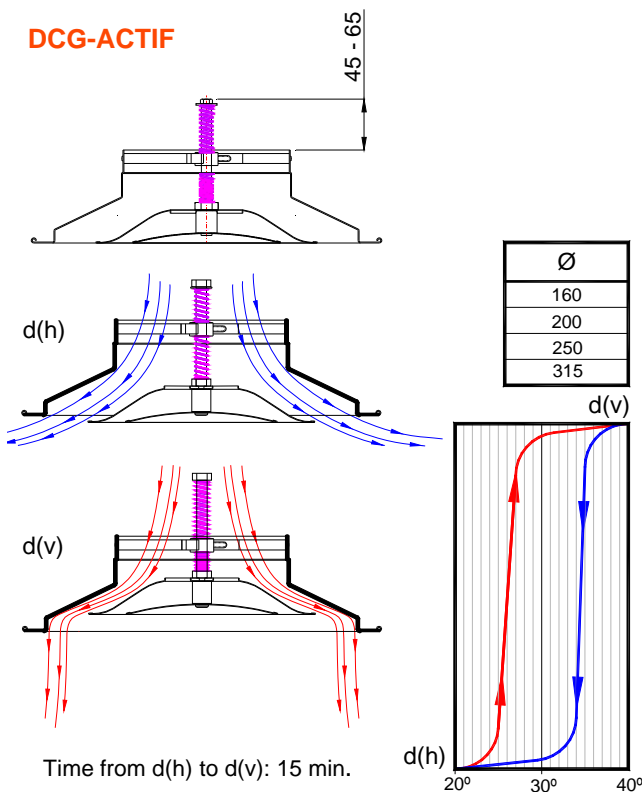 DCG-ACTIF
45 - 65
Ø
160
200
250
315
d(h)
d(v)
d(v)
d(h)
20º 30º 40º
Time from d(h) to d(v): 15 min.